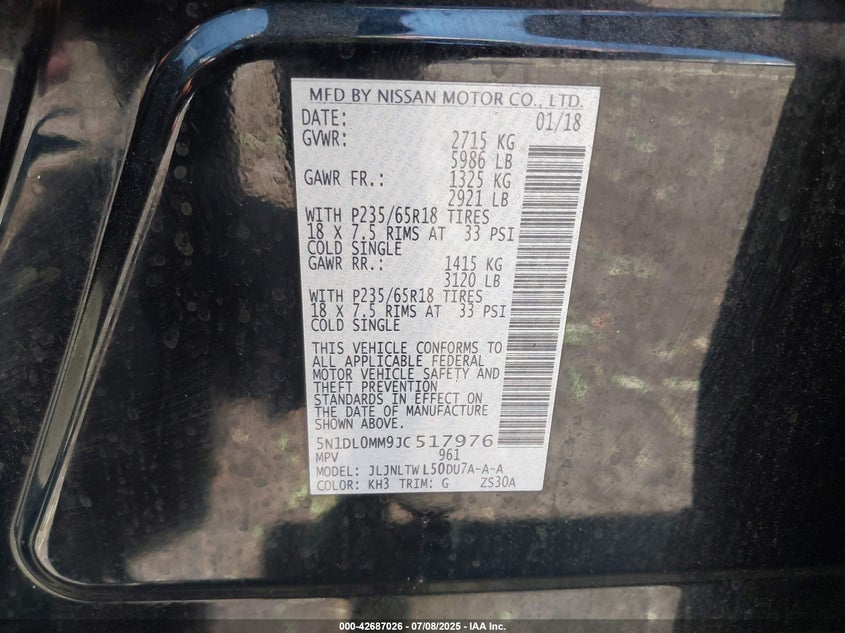 MFD BY NISSAN MOTOR CO., LTD.
DATE: 01/18
GVWR: 2715 KG
5986 LB
GAWR FR.: 1325 KG
2921 LB
WITH P235/65R18 TIRES
18 X 7.5 RIMS AT 33 PSI
COLD SINGLE
GAWR RR.: 1415 KG
3120 LB
WITH P235/65R18 TIRES
18 X 7.5 RIMS AT 33 PSI
COLD SINGLE
THIS VEHICLE CONFORMS TO
ALL APPLICABLE FEDERAL
MOTOR VEHICLE SAFETY AND
THEFT PREVENTION
STANDARDS IN EFFECT ON
THE DATE OF MANUFACTURE
SHOWN ABOVE.
5N1DL0MM9JC517976
MPV 961
MODEL: JLJNLTWL50DU7A-A-A
COLOR: KH3 TRIM: G ZS30A
000-42687026 | 07/08/2025 - IAA Inc.